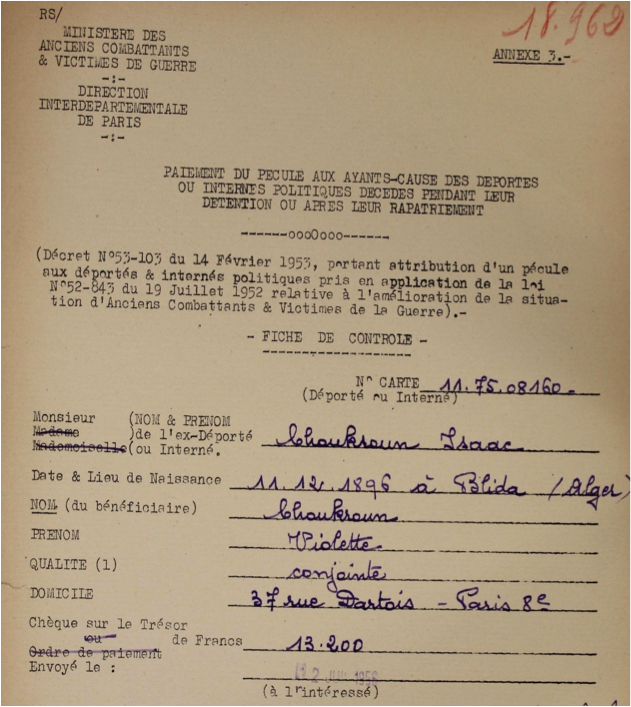 RS/
18.962
MINISTERE DES
ANCIENS COMBATTANTS
& VICTIMES DE GUERRE
-:-
ANNEXE 3.-
DIRECTION
INTERDEPARTEMENTALE
DE PARIS
-:-
PAIEMENT DU PECULE AUX AYANTS-CAUSE DES DEPORTES
OU INTERNES POLITIQUES DECEDES PENDANT LEUR
DETENTION OU APRES LEUR RAPATRIEMENT
------ooo0ooo------
(Décret N°53-103 du 14 Février 1953, portant attribution d'un pécule
aux déportés & internés politiques pris en application de la loi
N°52-843 du 19 Juillet 1952 relative à l'amélioration de la situa-
tion d'Anciens Combattants & Victimes de la Guerre).-
- FICHE DE CONTROLE -
N° CARTE 11.75.08160.
(Déporté ou Interné)
Monsieur (NOM & PRENOM
Madame )de l'ex-Déporté Choukroun Isaac
Mademoiselle (ou Interné.
Date & Lieu de Naissance 11.12.1896 à Blida (Alger)
NOM (du bénéficiaire) Choukroun
PRENOM Violette
QUALITE (1) conjointe
DOMICILE 37 rue Dartois - Paris 8e
Chèque sur le Trésor
ou de Francs 13.200
Ordre de paiement
Envoyé le :
(à l'intéressé)